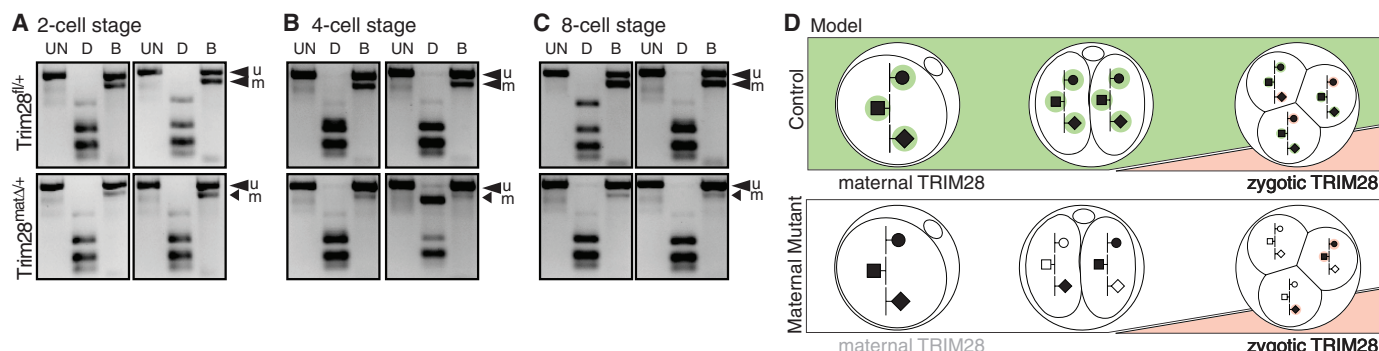 A 2-cell stage
UN D B UN D B
Trim28fl/+
u
m
Trim28matΔ/+
u
m
B 4-cell stage
UN D B UN D B
u
m
u
m
C 8-cell stage
UN D B UN D B
u
m
u
m
D Model
Control
maternal TRIM28
zygotic TRIM28
Maternal Mutant
maternal TRIM28
zygotic TRIM28